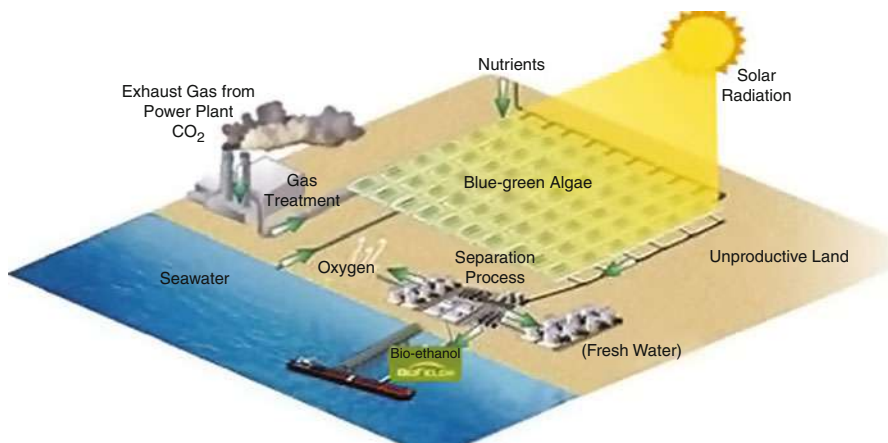 Nutrients
Solar
Radiation
Exhaust Gas from
Power Plant
CO₂
Gas
Treatment
Blue-green Algae
Seawater
Oxygen
Separation
Process
Unproductive Land
Bio-ethanol
BIOFIELDS
(Fresh Water)